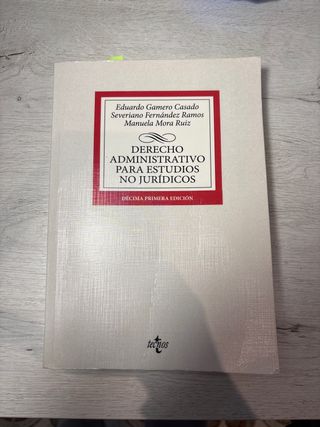 Eduardo Gamero Casado
Severiano Fernández Ramos
Manuela Mora Ruiz
DERECHO
ADMINISTRATIVO
PARA ESTUDIOS
NO JURÍDICOS
DÉCIMA PRIMERA EDICIÓN
tecnos